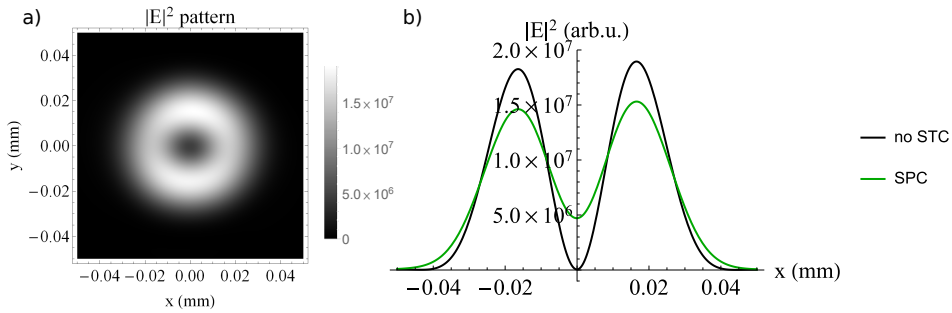 a)
|E|² pattern
0.04
0.02
0.00
−0.02
−0.04
y (mm)
−0.04 −0.02 0.00 0.02 0.04
x (mm)
1.5×10⁷
1.0×10⁷
5.0×10⁶
0
b)
|E|² (arb.u.)
2.0×10⁷
1.5×10⁷
1.0×10⁷
5.0×10⁶
−0.04 −0.02 0.02 0.04
x (mm)
no STC
SPC